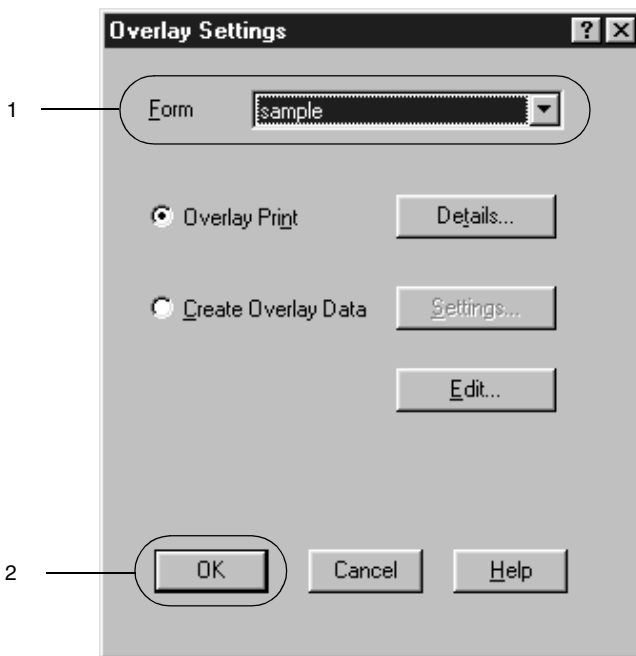 Overlay Settings
1 Form sample
Overlay Print Details...
Create Overlay Data Settings...
Edit...
2 OK Cancel Help